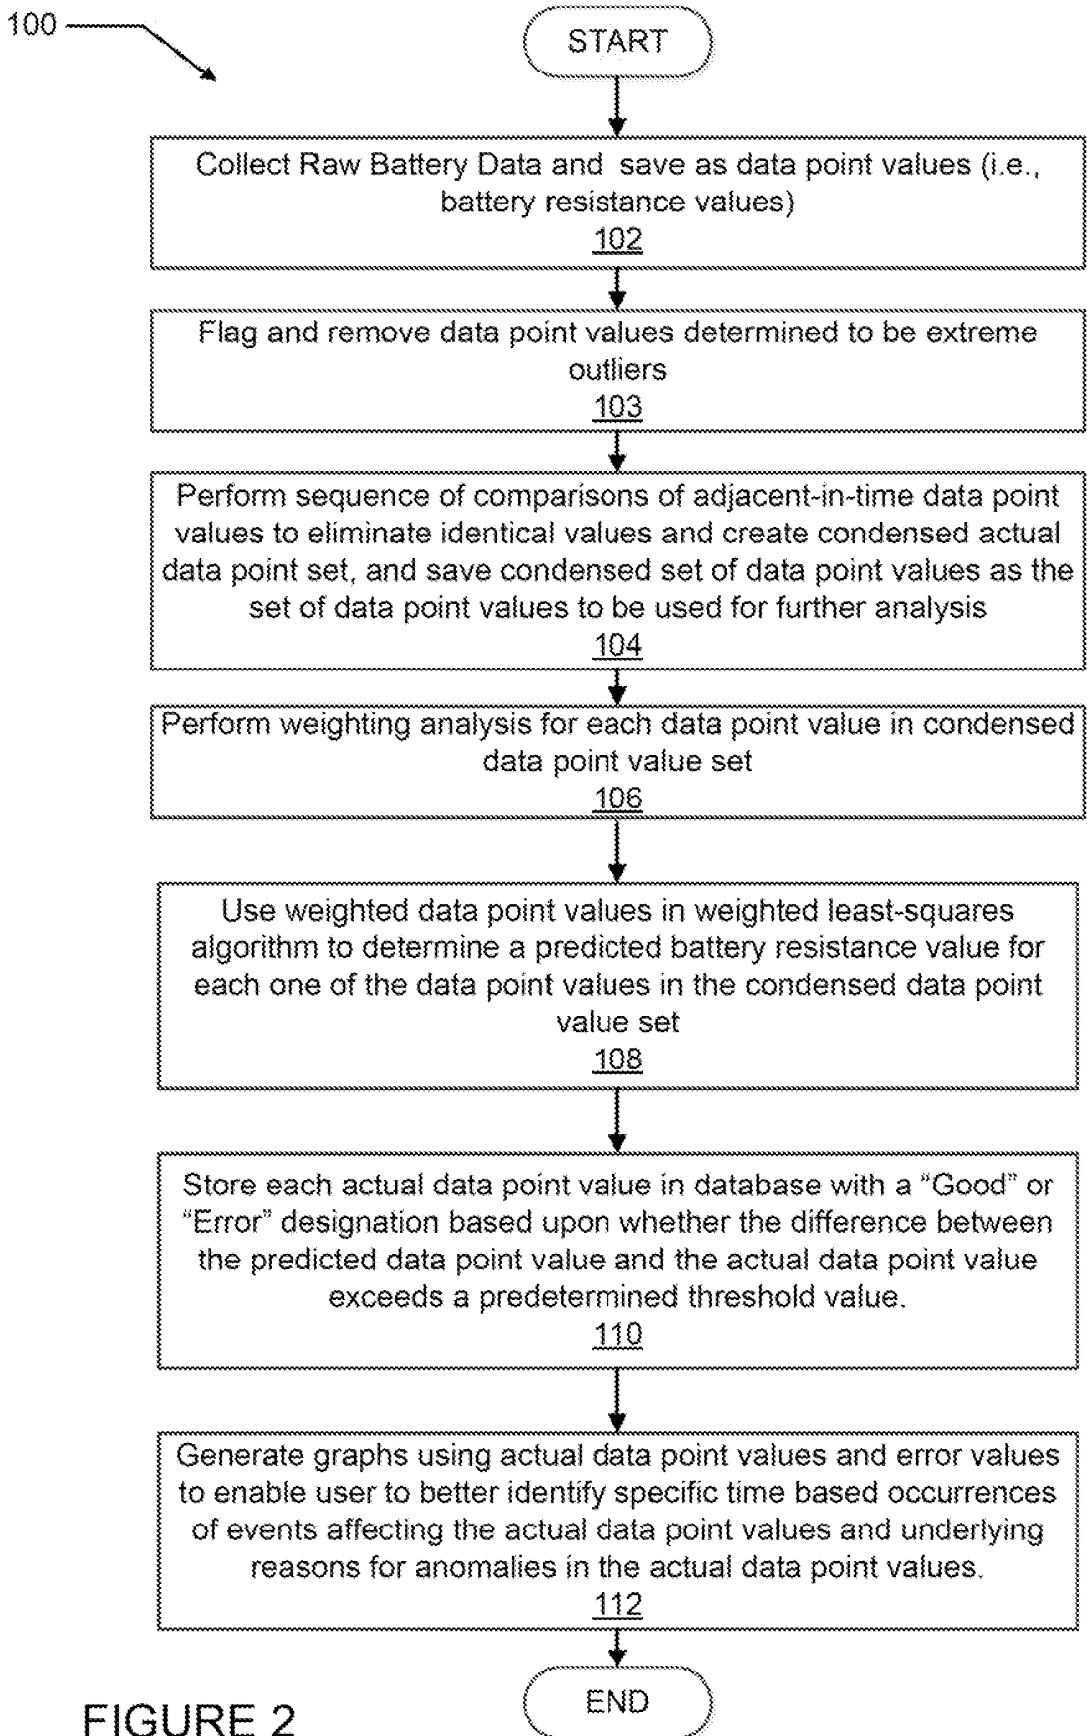 100
START
Collect Raw Battery Data and save as data point values (i.e.,
battery resistance values)
102
Flag and remove data point values determined to be extreme
outliers
103
Perform sequence of comparisons of adjacent-in-time data point
values to eliminate identical values and create condensed actual
data point set, and save condensed set of data point values as the
set of data point values to be used for further analysis
104
Perform weighting analysis for each data point value in condensed
data point value set
106
Use weighted data point values in weighted least-squares
algorithm to determine a predicted battery resistance value for
each one of the data point values in the condensed data point
value set
108
Store each actual data point value in database with a “Good” or
“Error” designation based upon whether the difference between
the predicted data point value and the actual data point value
exceeds a predetermined threshold value.
110
Generate graphs using actual data point values and error values
to enable user to better identify specific time based occurrences
of events affecting the actual data point values and underlying
reasons for anomalies in the actual data point values.
112
END
FIGURE 2